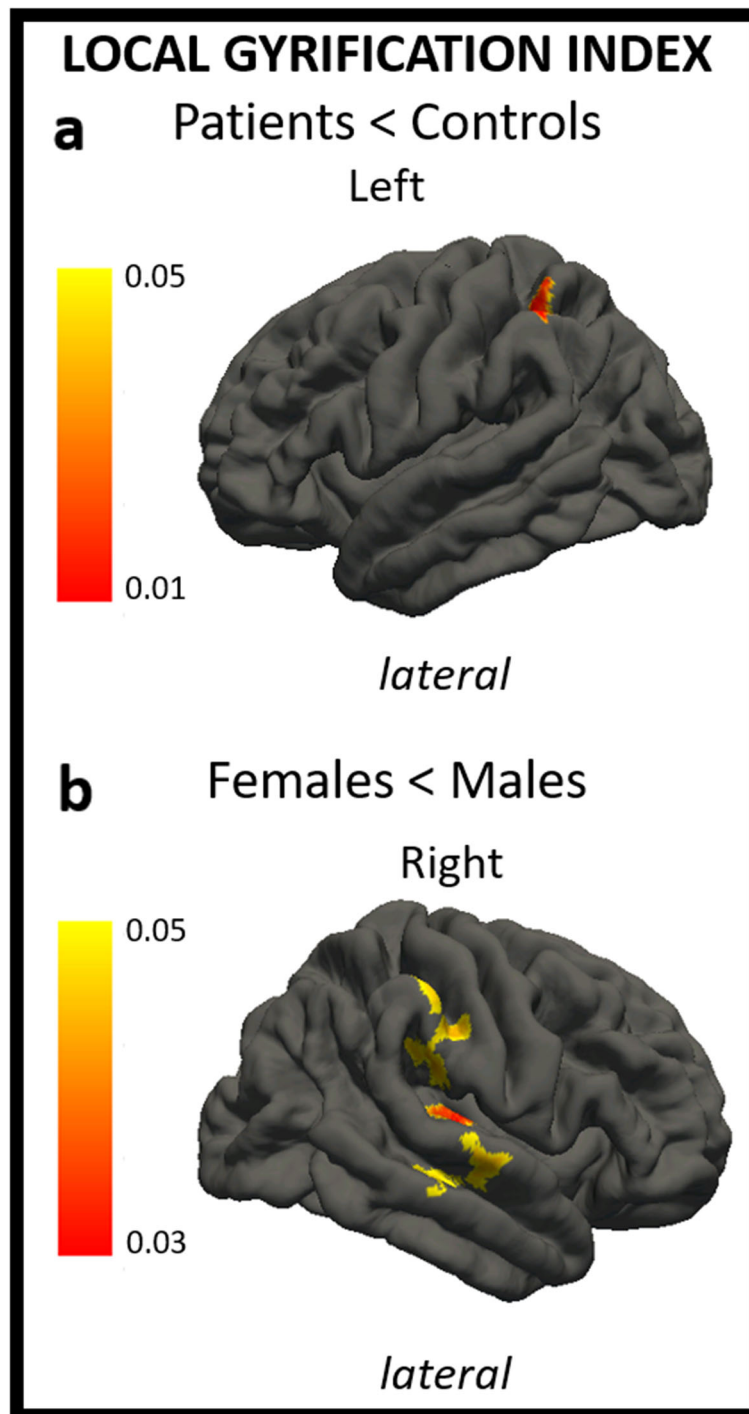 LOCAL GYRIFICATION INDEX
a
Patients < Controls
Left
0.05
0.01
lateral
b
Females < Males
Right
0.05
0.03
lateral